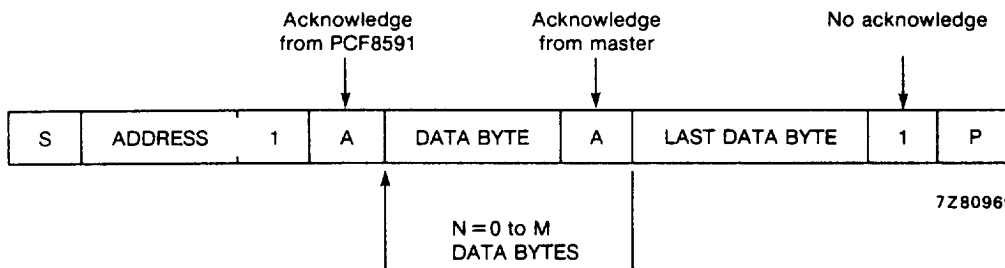 Acknowledge
from PCF8591
Acknowledge
from master
No acknowledge
S ADDRESS 1 A DATA BYTE A LAST DATA BYTE 1 P
N = 0 to M
DATA BYTES